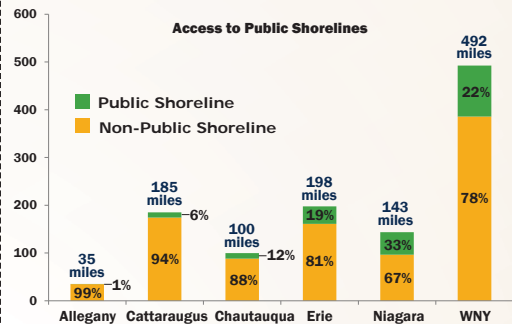 Access to Public Shorelines
600
500
400
300
200
100
0
Public Shoreline
Non-Public Shoreline
35
miles
1%
99%
185
miles
6%
94%
100
miles
12%
88%
198
miles
19%
81%
143
miles
33%
67%
492
miles
22%
78%
Allegany Cattaraugus Chautauqua Erie Niagara WNY